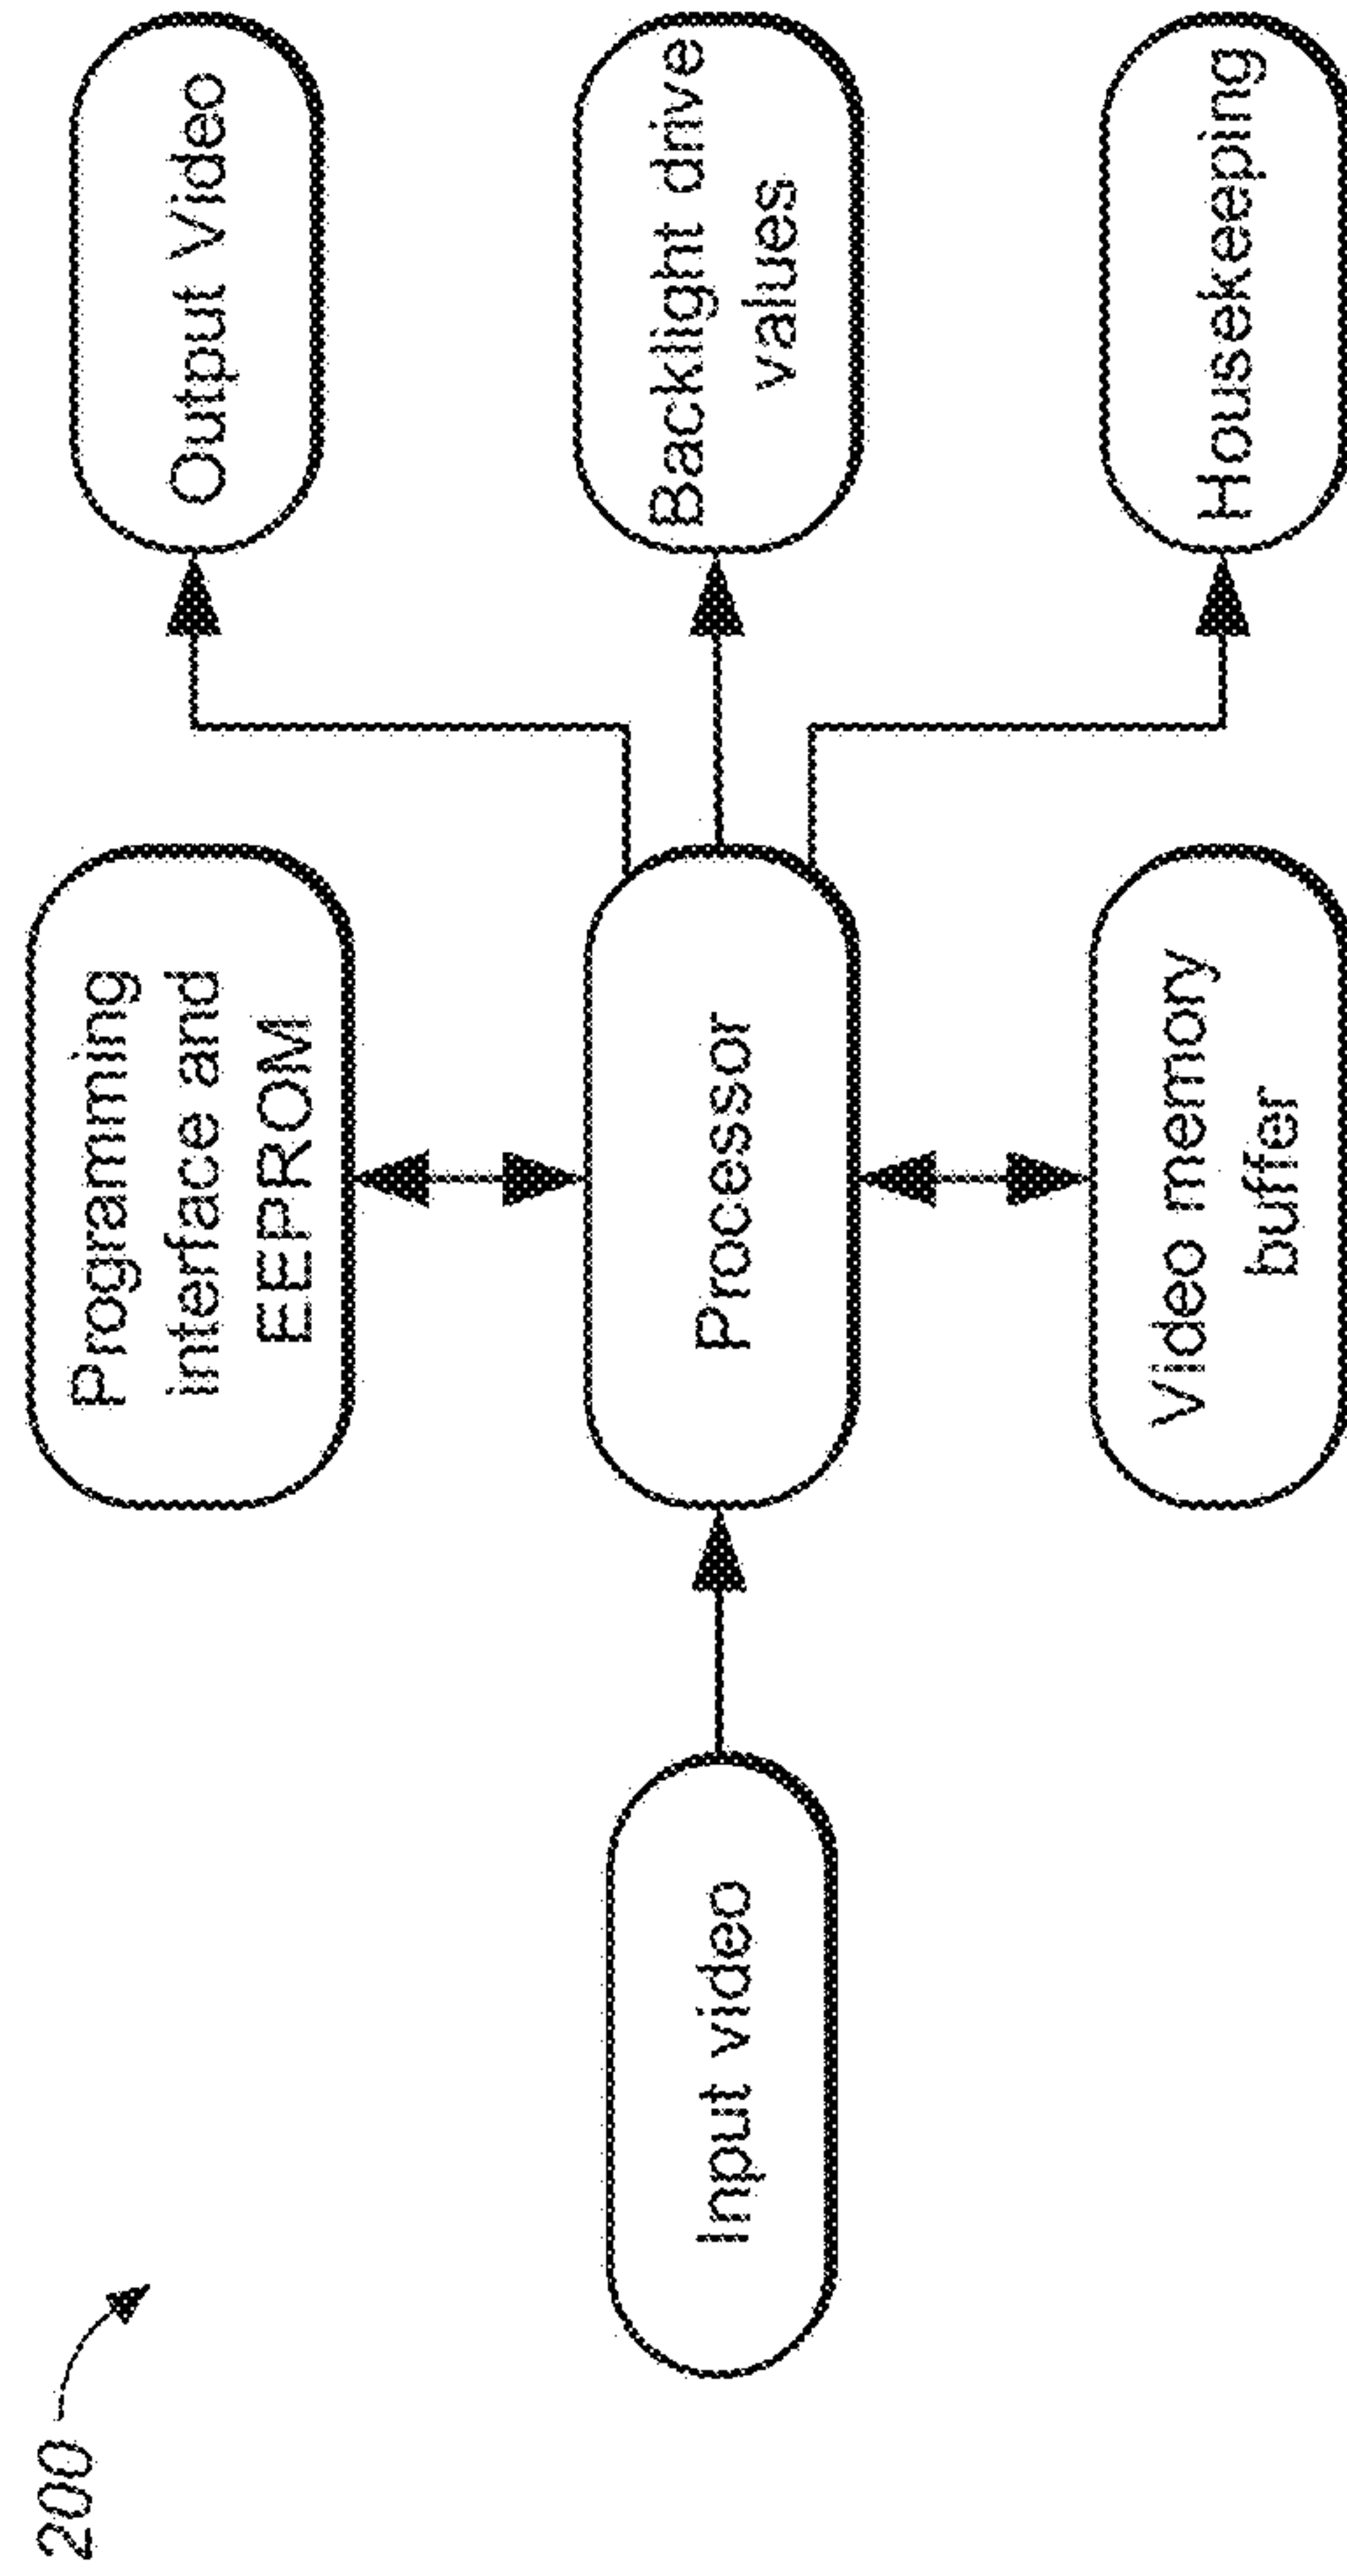 200
Programming
interface and
EEPROM
Output Video
Input video
Processor
Backlight drive
values
Video memory
buffer
Housekeeping